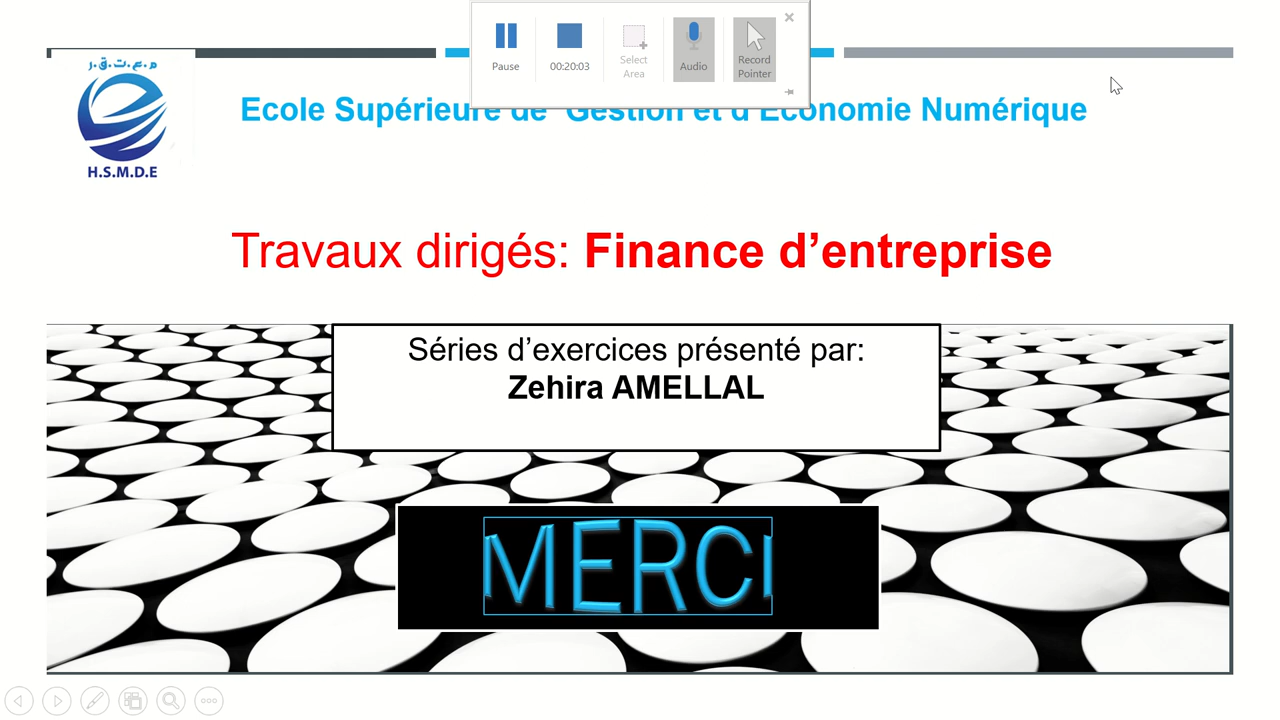 Pause
00:20:03
Select
Area
Audio
Record
Pointer
م.ع.ت.ق.ر
H.S.M.D.E
Ecole Supérieure de Gestion et d'Economie Numérique
Travaux dirigés: Finance d’entreprise
Séries d’exercices présenté par:
Zehira AMELLAL
MERCI